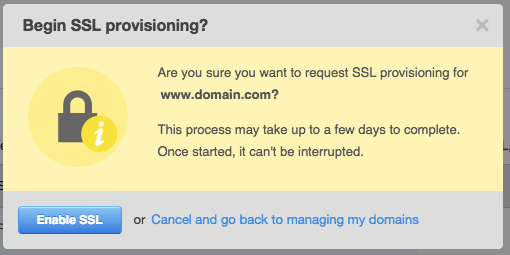 Begin SSL provisioning?
Are you sure you want to request SSL provisioning for
www.domain.com?
This process may take up to a few days to complete.
Once started, it can't be interrupted.
Enable SSL or Cancel and go back to managing my domains